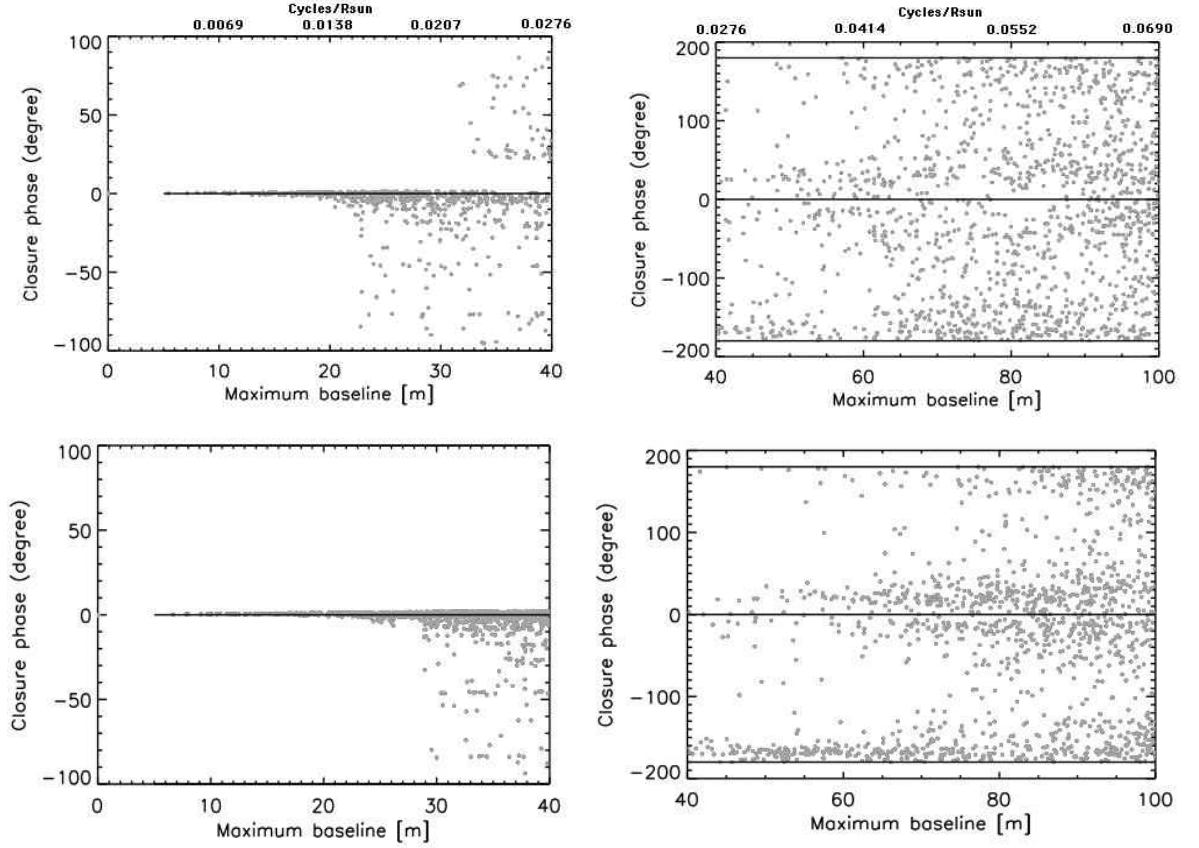 Cycles/Rsun
0.0069 0.0138 0.0207 0.0276
100
50
0
−50
−100
Closure phase (degree)
0 10 20 30 40
Maximum baseline [m]
Cycles/Rsun
0.0276 0.0414 0.0552 0.0690
200
100
0
−100
−200
Closure phase (degree)
40 60 80 100
Maximum baseline [m]
100
50
0
−50
−100
Closure phase (degree)
0 10 20 30 40
Maximum baseline [m]
200
100
0
−100
−200
Closure phase (degree)
40 60 80 100
Maximum baseline [m]